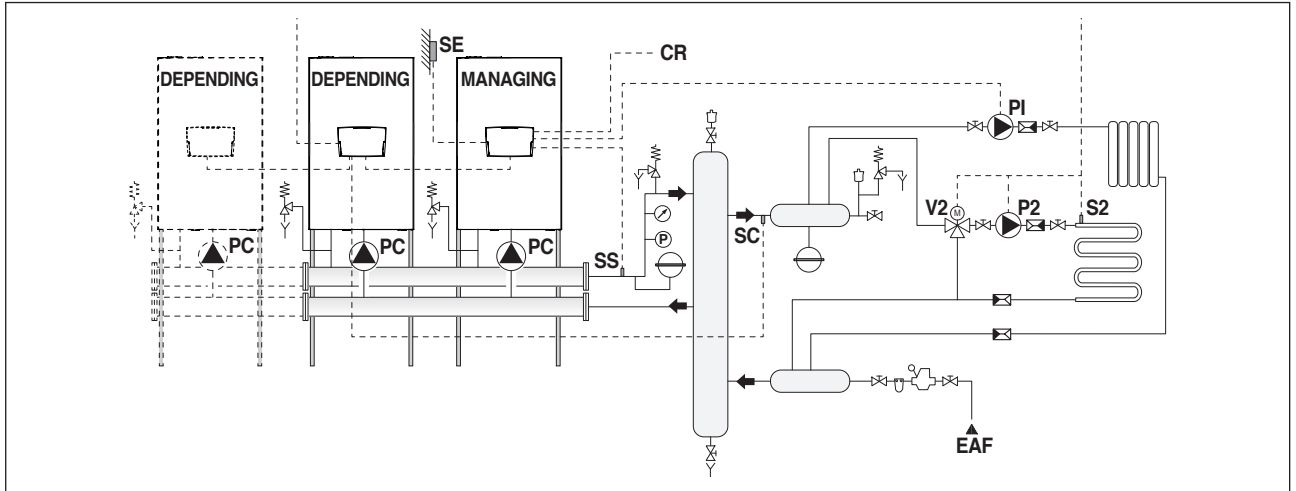 SE
CR
DEPENDING
DEPENDING
MANAGING
PI
V2
M
P2
S2
PC
PC
PC
SS
P
SC
EAF